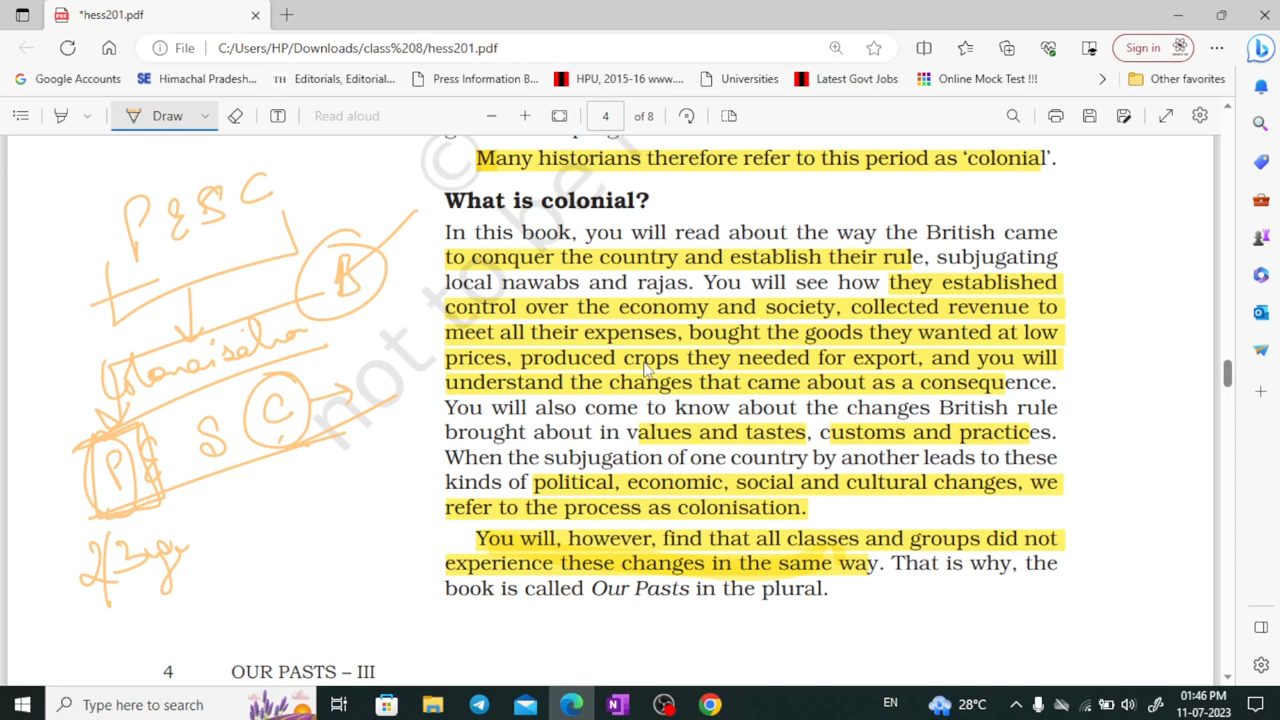 *hess201.pdf
File C:/Users/HP/Downloads/class%208/hess201.pdf Sign in
Google Accounts SE Himachal Pradesh... TH Editorials, Editorial... Press Information B... HPU, 2015-16 www.... Universities Latest Govt Jobs Online Mock Test !!! Other favorites
Draw Read aloud 4 of 8
Many historians therefore refer to this period as ‘colonial’.
What is colonial?
In this book, you will read about the way the British came
to conquer the country and establish their rule, subjugating
local nawabs and rajas. You will see how they established
control over the economy and society, collected revenue to
meet all their expenses, bought the goods they wanted at low
prices, produced crops they needed for export, and you will
understand the changes that came about as a consequence.
You will also come to know about the changes British rule
brought about in values and tastes, customs and practices.
When the subjugation of one country by another leads to these
kinds of political, economic, social and cultural changes, we
refer to the process as colonisation.
You will, however, find that all classes and groups did not
experience these changes in the same way. That is why, the
book is called Our Pasts in the plural.
P E S C
B
Colonaisation
P E S C
© not to be
4 OUR PASTS – III
Type here to search EN 28°C 01:46 PM
11-07-2023